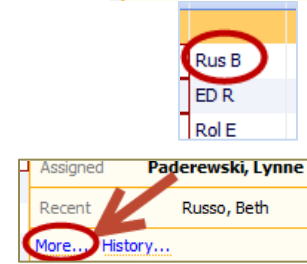 Rus B
ED R
Rol E
Assigned Paderewski, Lynne
Recent Russo, Beth
More... History...